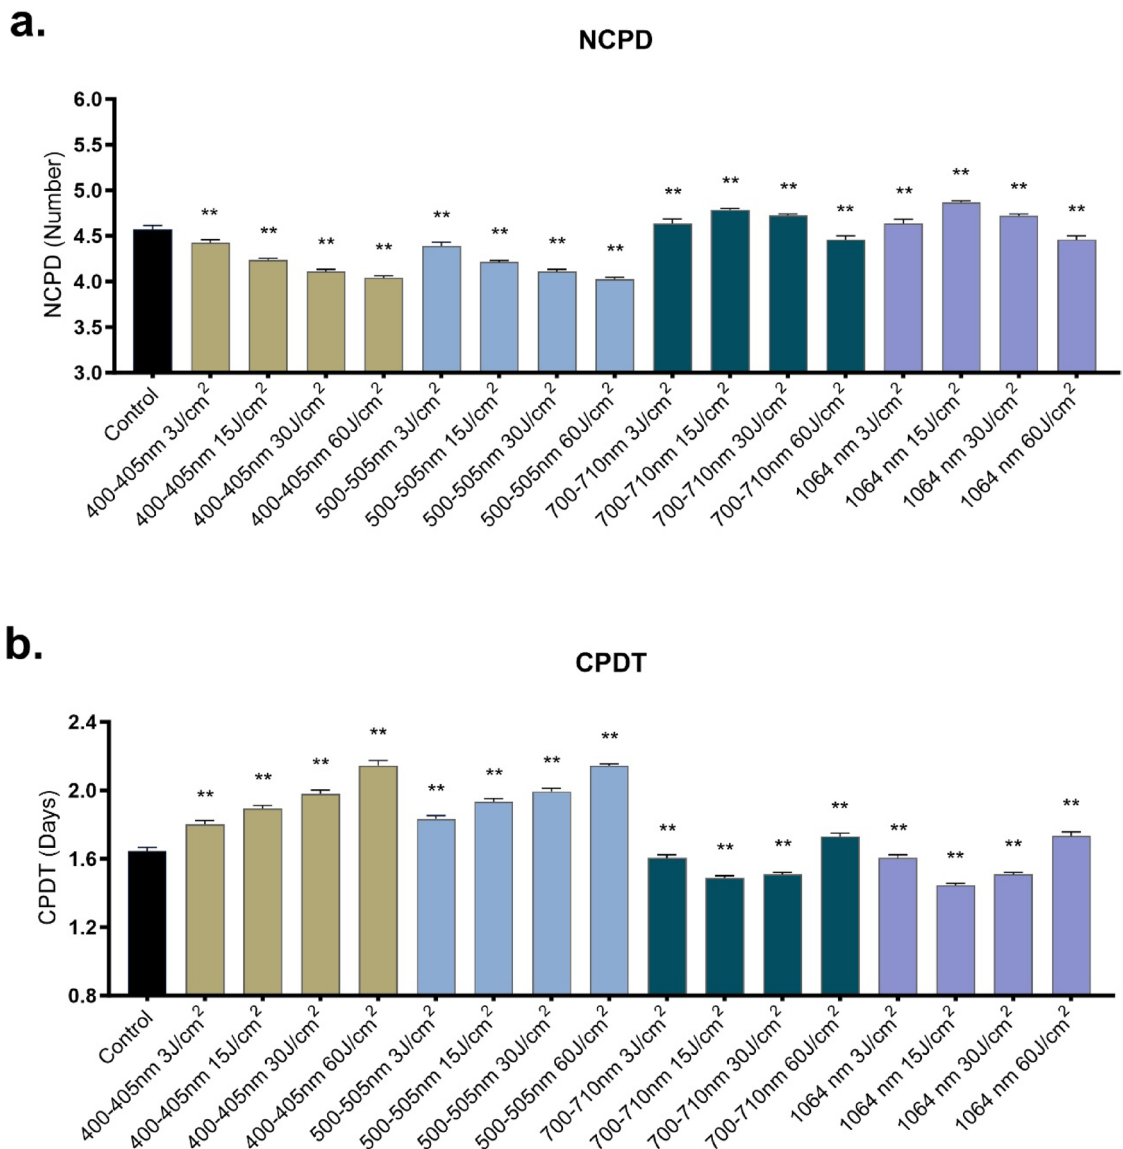 a.
NCPD
NCPD (Number)
6.0
5.5
5.0
4.5
4.0
3.5
3.0
** ** ** ** ** ** ** ** ** ** ** ** ** ** ** **
Control
400-405nm 3J/cm²
400-405nm 15J/cm²
400-405nm 30J/cm²
400-405nm 60J/cm²
500-505nm 3J/cm²
500-505nm 15J/cm²
500-505nm 30J/cm²
500-505nm 60J/cm²
700-710nm 3J/cm²
700-710nm 15J/cm²
700-710nm 30J/cm²
700-710nm 60J/cm²
1064 nm 3J/cm²
1064 nm 15J/cm²
1064 nm 30J/cm²
1064 nm 60J/cm²
b.
CPDT
CPDT (Days)
2.4
2.0
1.6
1.2
0.8
** ** ** ** ** ** ** ** ** ** ** ** ** ** ** **
Control
400-405nm 3J/cm²
400-405nm 15J/cm²
400-405nm 30J/cm²
400-405nm 60J/cm²
500-505nm 3J/cm²
500-505nm 15J/cm²
500-505nm 30J/cm²
500-505nm 60J/cm²
700-710nm 3J/cm²
700-710nm 15J/cm²
700-710nm 30J/cm²
700-710nm 60J/cm²
1064 nm 3J/cm²
1064 nm 15J/cm²
1064 nm 30J/cm²
1064 nm 60J/cm²